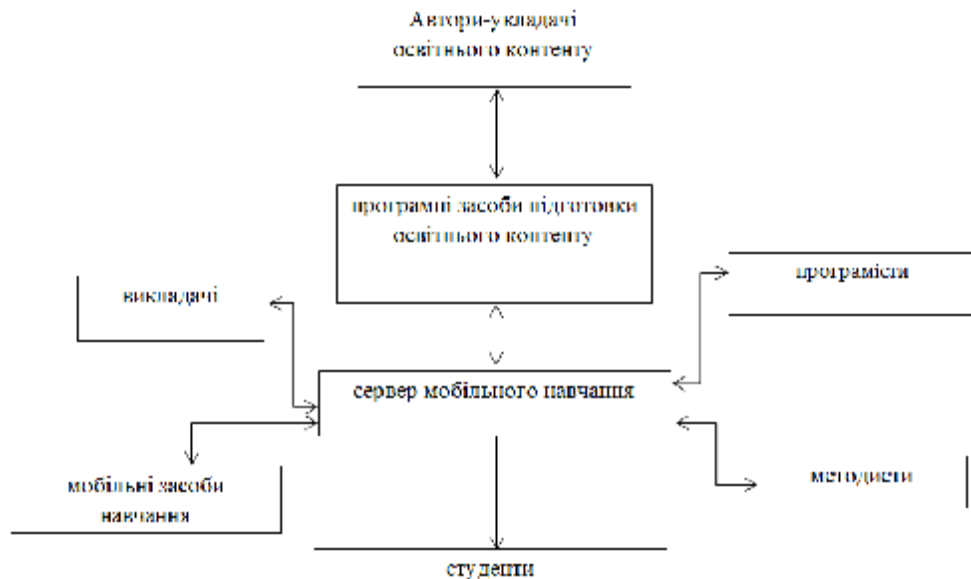 Автори-укладачі
освітнього контенту
програмні засоби підготовки
освітнього контенту
програмісти
викладачі
сервер мобільного навчання
мобільні засоби
навчання
методисти
студенти